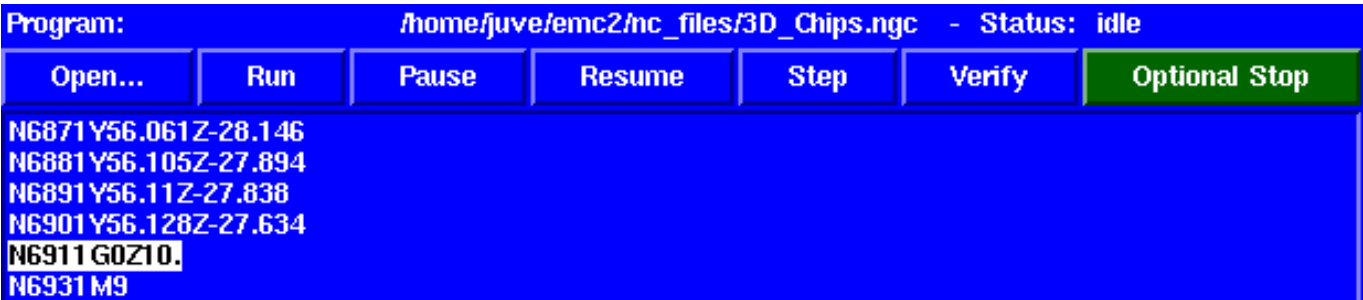 Program: /home/juve/emc2/nc_files/3D_Chips.ngc - Status: idle
Open... Run Pause Resume Step Verify Optional Stop
N6871Y56.061Z-28.146
N6881Y56.105Z-27.894
N6891Y56.11Z-27.838
N6901Y56.128Z-27.634
N6911G0Z10.
N6931M9